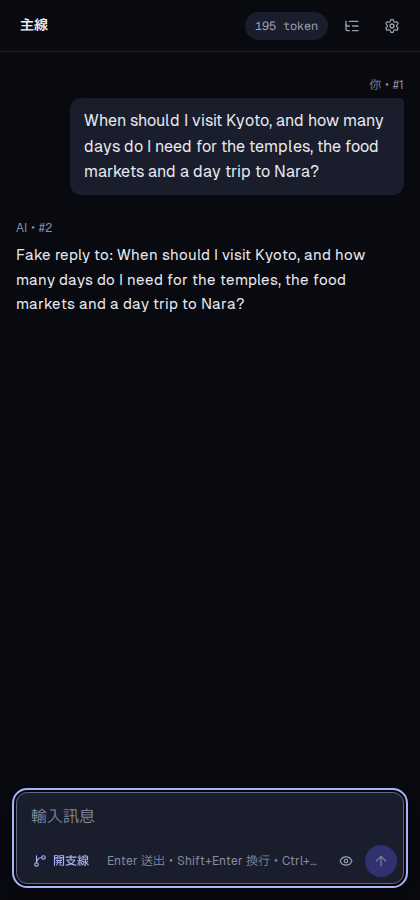 主線
195 token
你 • #1
When should I visit Kyoto, and how many
days do I need for the temples, the food
markets and a day trip to Nara?
AI • #2
Fake reply to: When should I visit Kyoto, and how
many days do I need for the temples, the food
markets and a day trip to Nara?
輸入訊息
開支線
Enter 送出 • Shift+Enter 換行 • Ctrl+...